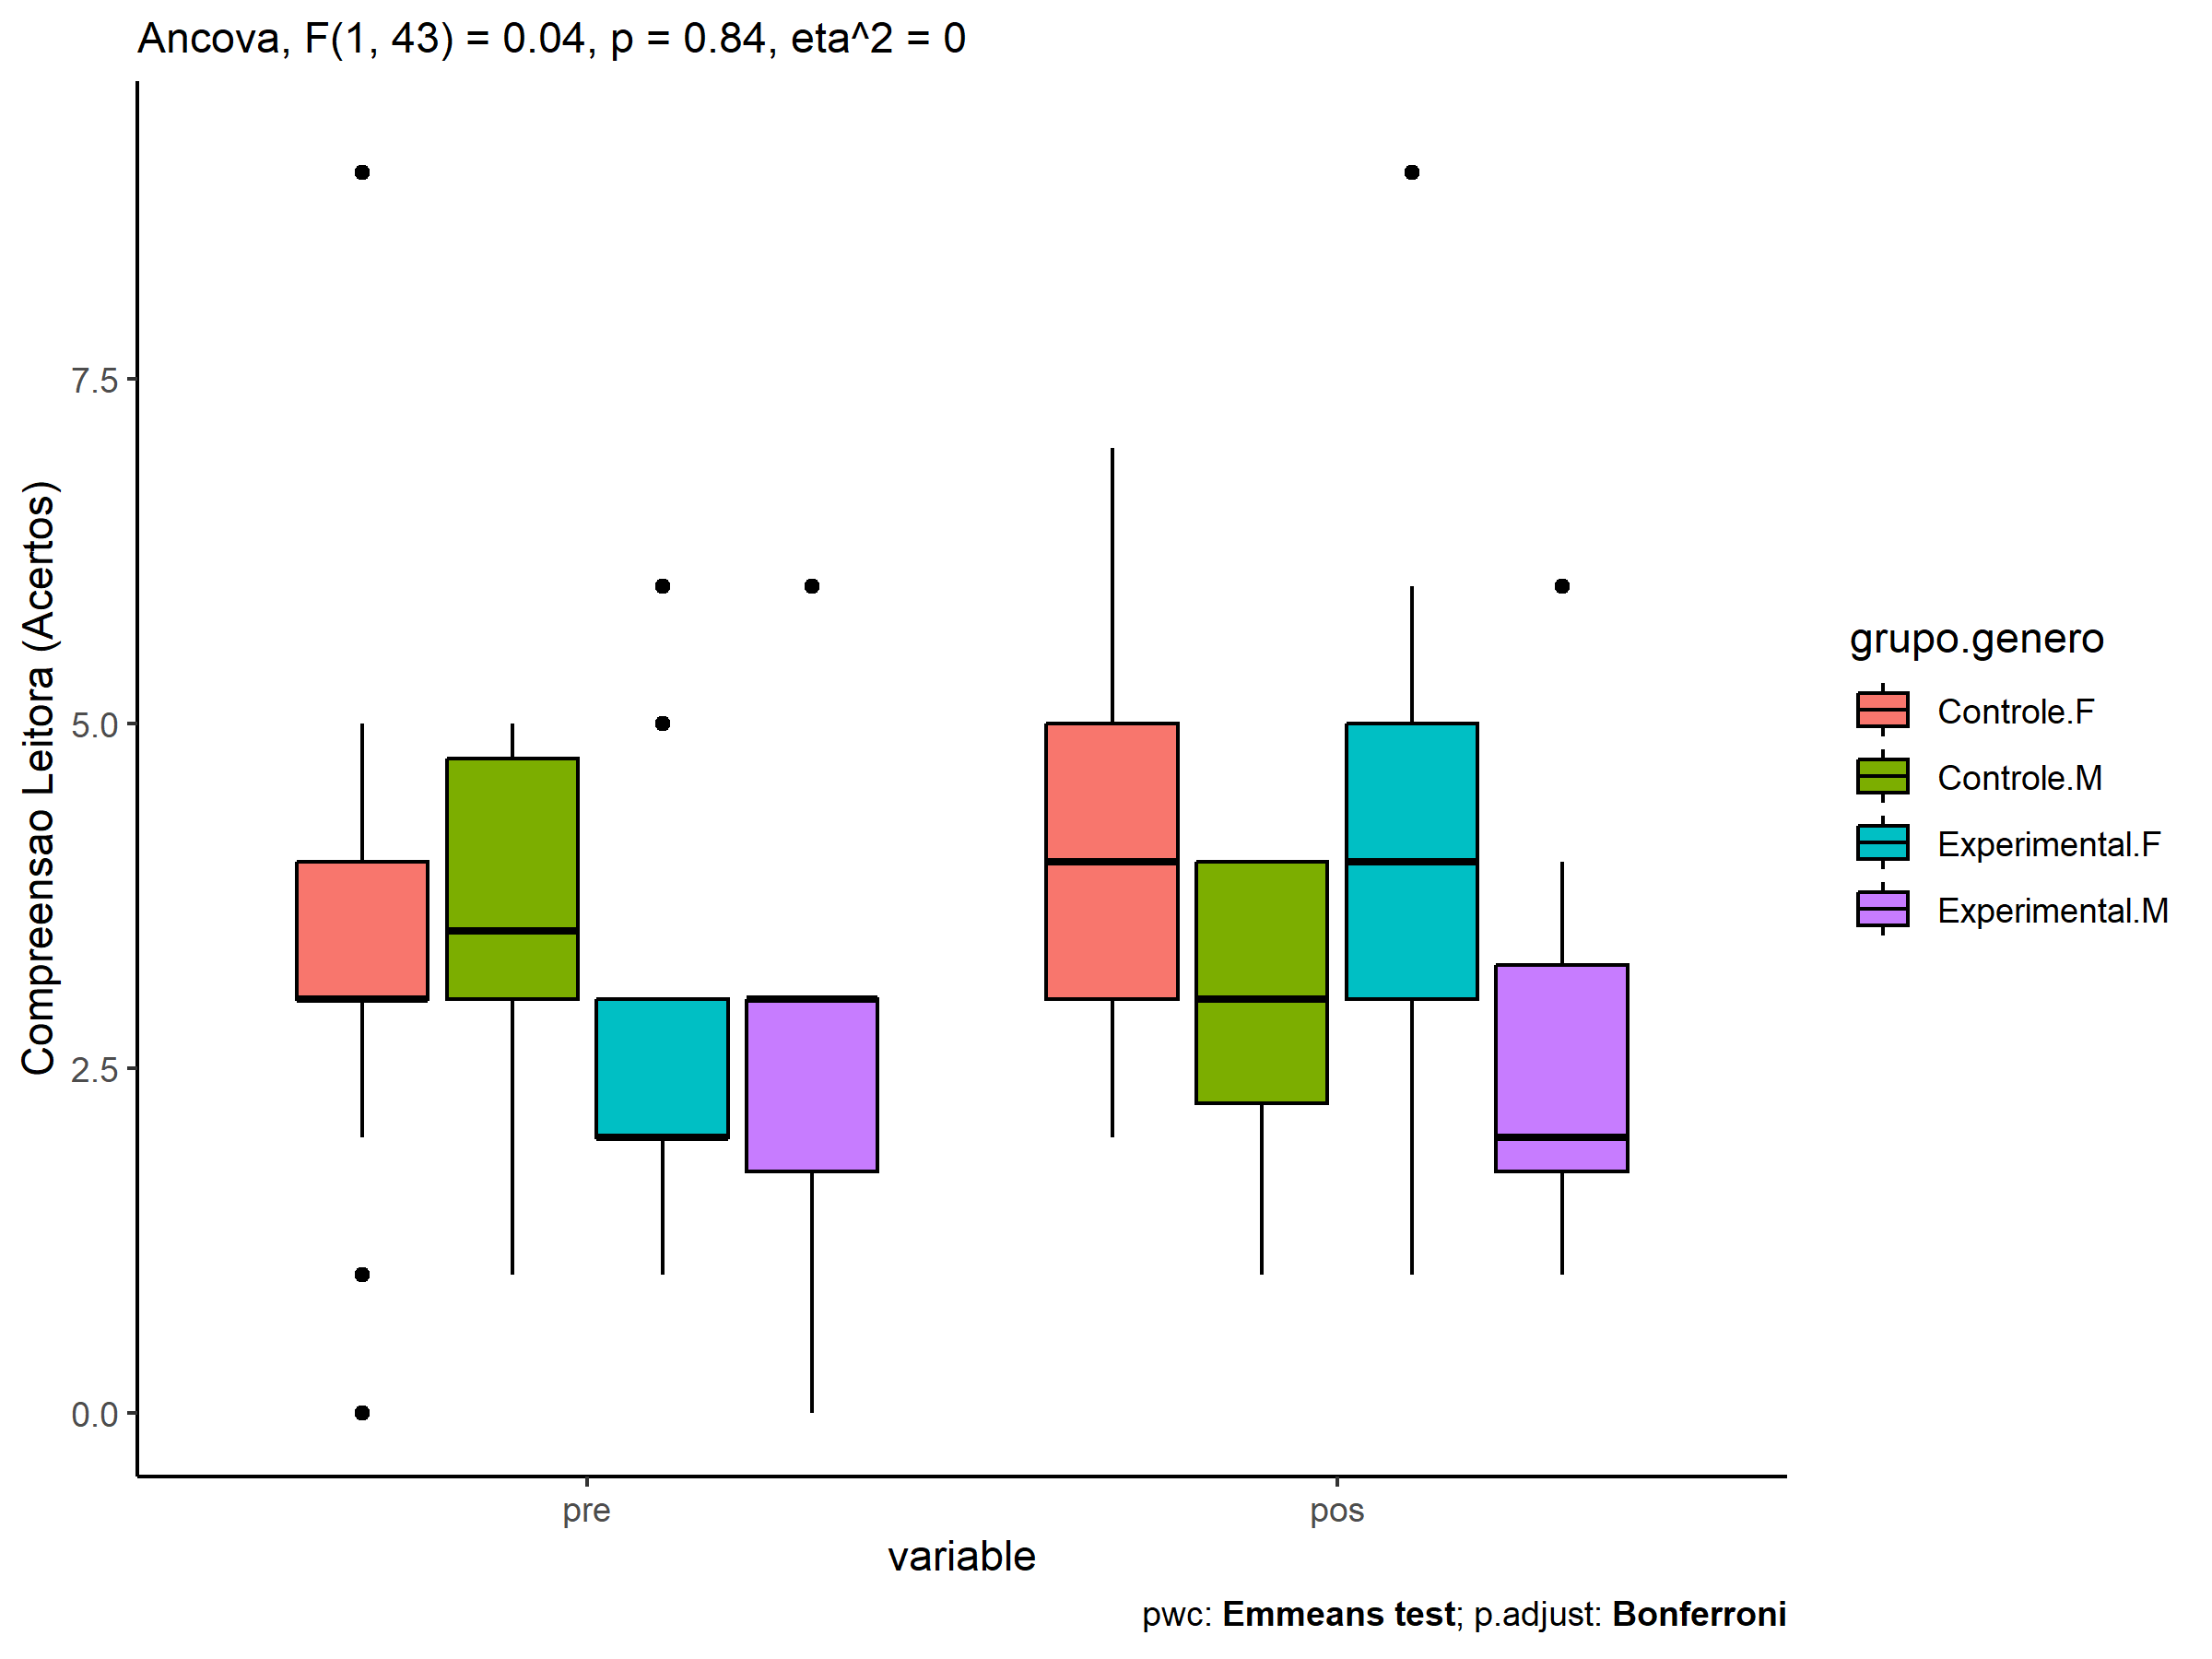 Ancova, F(1, 43) = 0.04, p = 0.84, eta^2 = 0
Compreensao Leitora (Acertos)
7.5
5.0
2.5
0.0
pre
pos
variable
grupo.genero
Controle.F
Controle.M
Experimental.F
Experimental.M
pwc: Emmeans test; p.adjust: Bonferroni